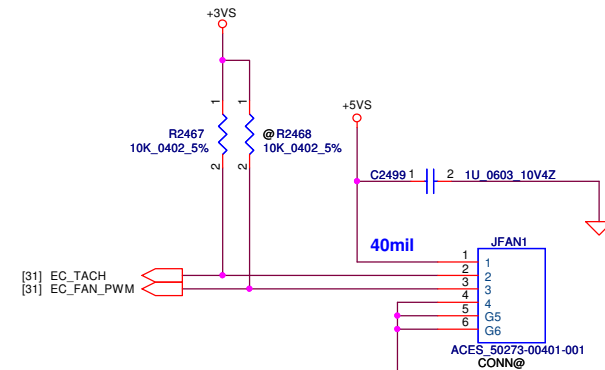 +3VS
+5VS
1
1
R2467
10K_0402_5%
@R2468
10K_0402_5%
2
2
C2499 1
2 1U_0603_10V4Z
40mil
JFAN1
[31] EC_TACH
[31] EC_FAN_PWM
1
2
3
4
5
6
1
2
3
4
G5
G6
ACES_50273-00401-001
CONN@